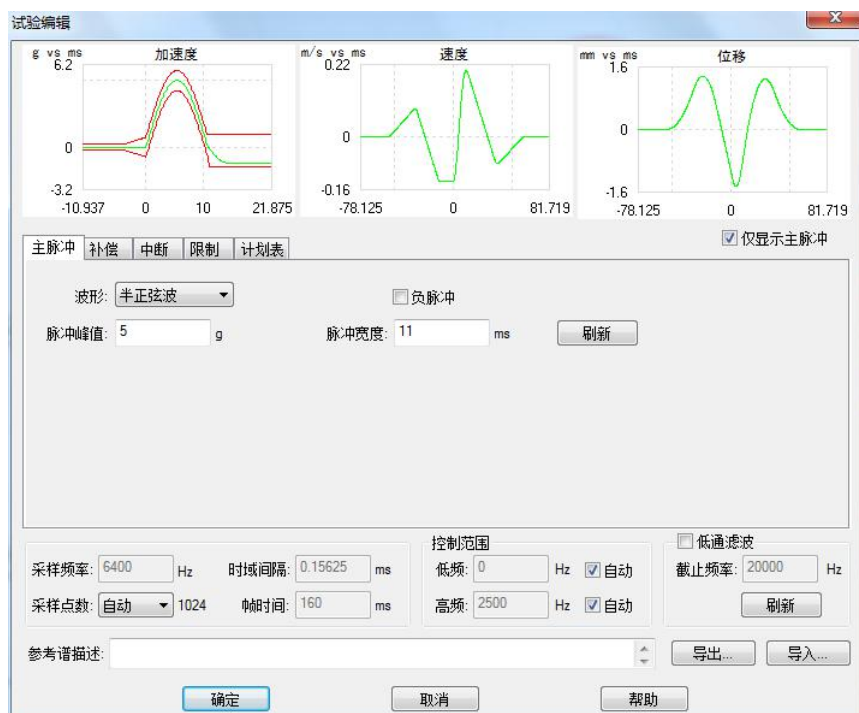 试验编辑
g vs ms 加速度
6.2
0
-3.2
-10.937 0 10 21.875
m/s vs ms 速度
0.22
0
-0.16
-78.125 0 81.719
mm vs ms 位移
1.6
0
-1.6
-78.125 0 81.719
仅显示主脉冲
主脉冲 补偿 中断 限制 计划表
波形: 半正弦波 负脉冲
脉冲峰值: 5 g 脉冲宽度: 11 ms 刷新
控制范围 低通滤波
采样频率: 6400 Hz 时域间隔: 0.15625 ms 低频: 0 Hz 自动 截止频率: 20000 Hz
采样点数: 自动 1024 帧时间: 160 ms 高频: 2500 Hz 自动 刷新
参考谱描述: 导出... 导入...
确定 取消 帮助